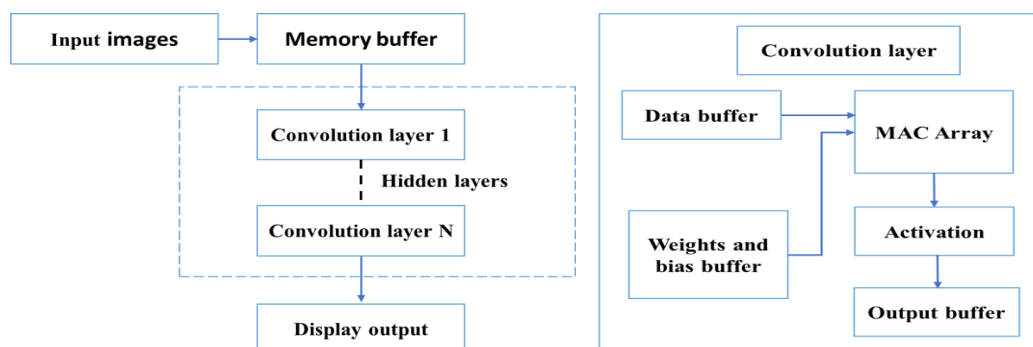 Input images
Memory buffer
Convolution layer 1
Hidden layers
Convolution layer N
Display output
Convolution layer
Data buffer
MAC Array
Weights and
bias buffer
Activation
Output buffer